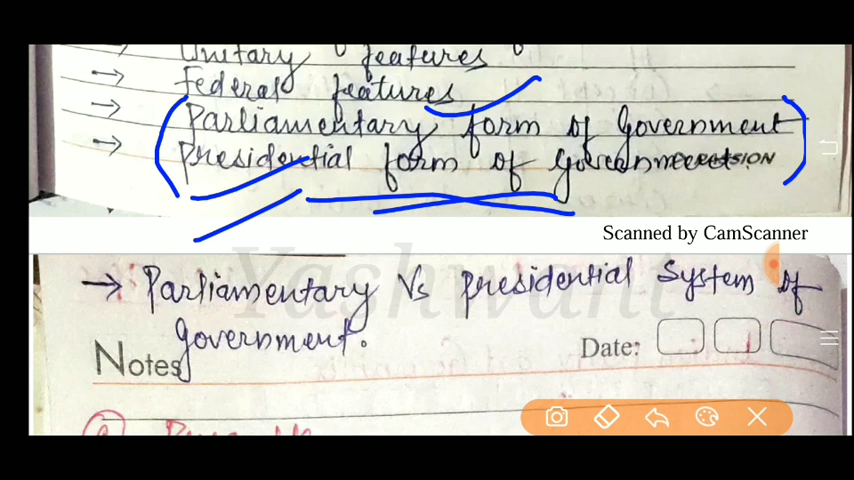 → Unitary features
→ Federal features
→ Parliamentary form of Government
→ Presidential form of Government.
Scanned by CamScanner
→ Parliamentary Vs presidential System of
government.
Notes
Date:
Yashwant